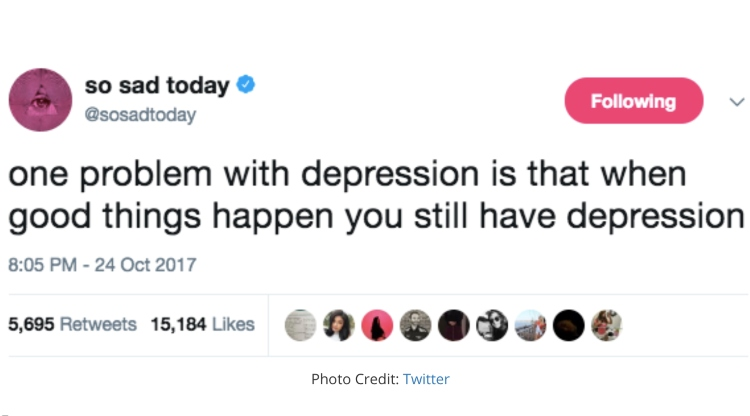 so sad today
@sosadtoday
Following
one problem with depression is that when
good things happen you still have depression
8:05 PM - 24 Oct 2017
5,695 Retweets 15,184 Likes
Photo Credit: Twitter